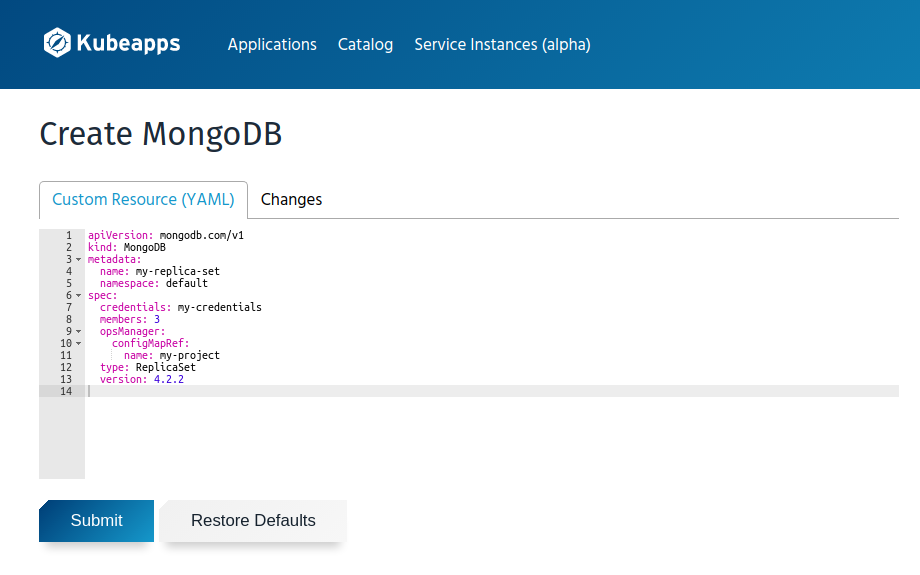 Kubeapps Applications Catalog Service Instances (alpha)
Create MongoDB
Custom Resource (YAML) Changes
1 apiVersion: mongodb.com/v1
2 kind: MongoDB
3 metadata:
4   name: my-replica-set
5   namespace: default
6 spec:
7   credentials: my-credentials
8   members: 3
9   opsManager:
10     configMapRef:
11       name: my-project
12   type: ReplicaSet
13   version: 4.2.2
14
Submit Restore Defaults